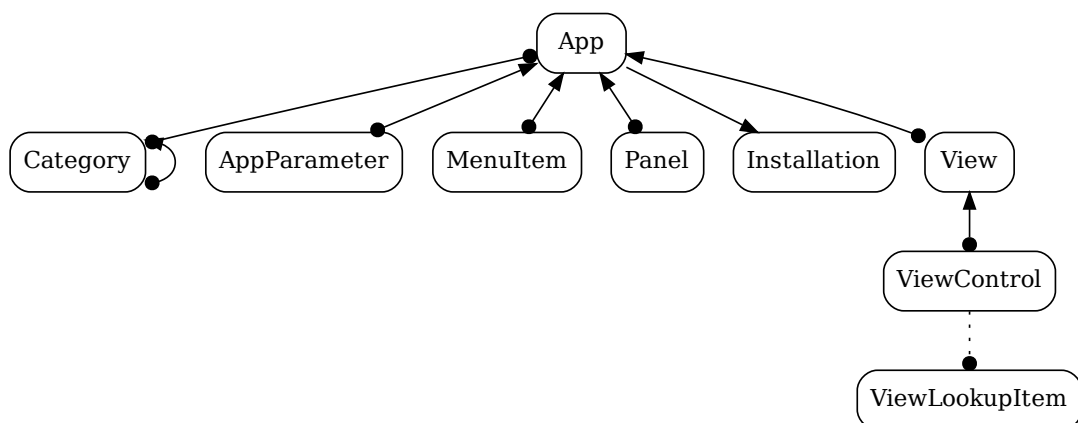 App
Category
AppParameter
MenuItem
Panel
Installation
View
ViewControl
ViewLookupItem